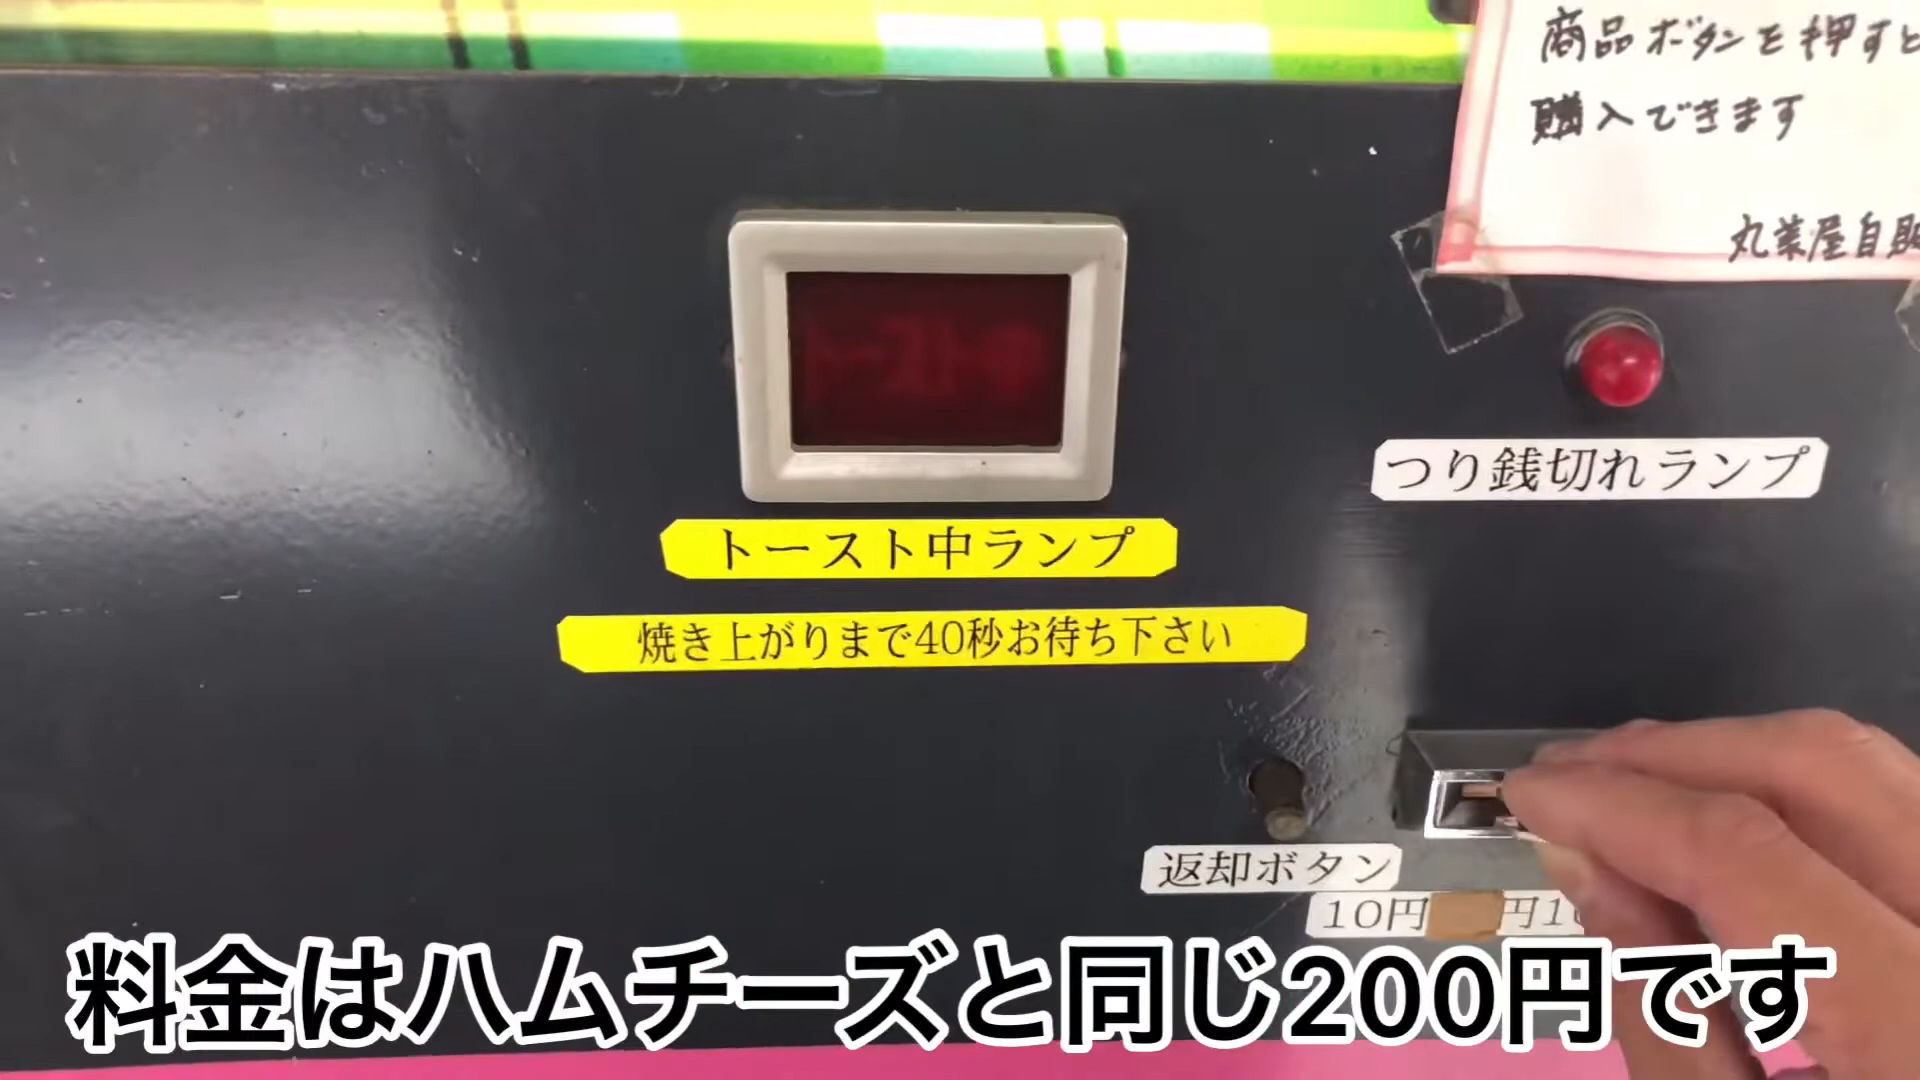 商品ボタンを押すと
購入できます
丸美屋自販
トースト中
つり銭切れランプ
トースト中ランプ
焼き上がりまで40秒お待ち下さい
返却ボタン
10円 円10
料金はハムチーズと同じ200円です